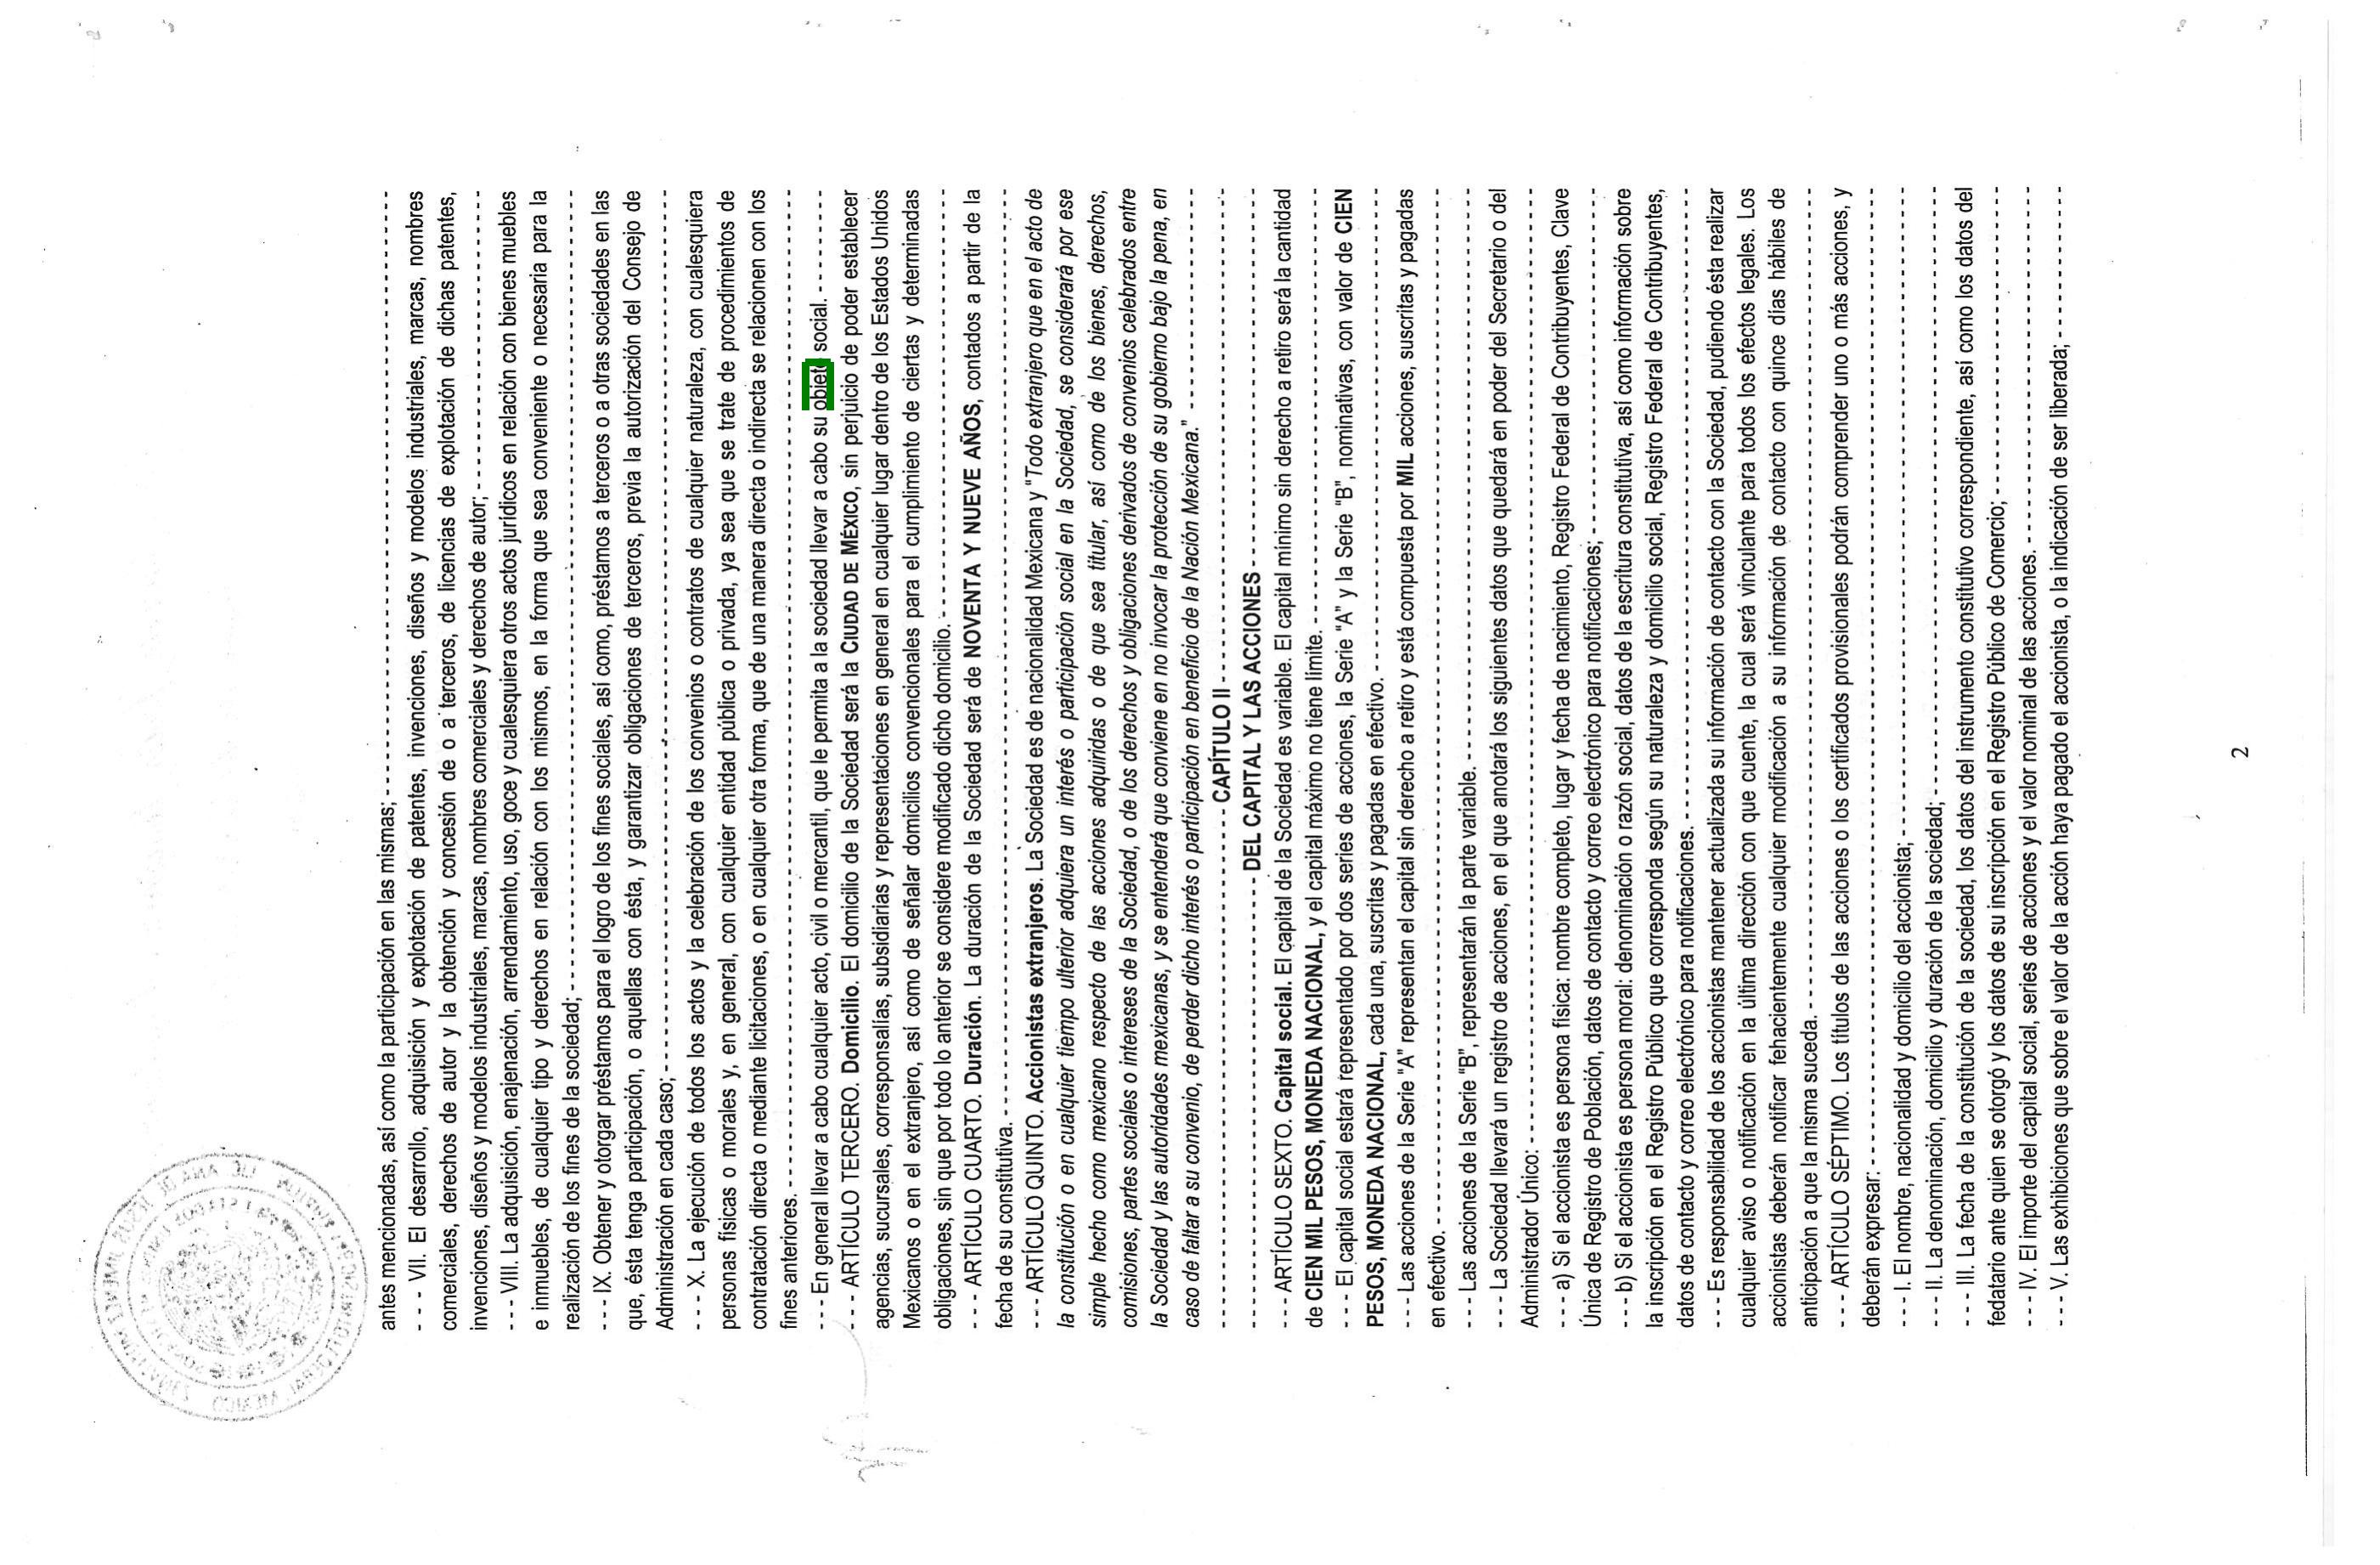 antes mencionadas, así como la participación en las mismas; - - - - - - - - - - - - - - - - - - - - - - - - - - - - - - - - - - - - - - - -
- - - VII. El desarrollo, adquisición y explotación de patentes, invenciones, diseños y modelos industriales, marcas, nombres
comerciales, derechos de autor y la obtención y concesión de o a terceros, de licencias de explotación de dichas patentes,
invenciones, diseños y modelos industriales, marcas, nombres comerciales y derechos de autor; - - - - - - - - - - - - - - - - - - -
- - - VIII. La adquisición, enajenación, arrendamiento, uso, goce y cualesquiera otros actos jurídicos en relación con bienes muebles
e inmuebles, de cualquier tipo y derechos en relación con los mismos, en la forma que sea conveniente o necesaria para la
realización de los fines de la sociedad; - - - - - - - - - - - - - - - - - - - - - - - - - - - - - - - - - - - - - - - -
- - - IX. Obtener y otorgar préstamos para el logro de los fines sociales, así como, préstamos a terceros o a otras sociedades en las
que, ésta tenga participación, o aquellas con ésta, y garantizar obligaciones de terceros, previa la autorización del Consejo de
Administración en cada caso; - - - - - - - - - - - - - - - - - - - - - - - - - - - - - - - - - - - - - - - -
- - - X. La ejecución de todos los actos y la celebración de los convenios o contratos de cualquier naturaleza, con cualesquiera
personas físicas o morales y, en general, con cualquier entidad pública o privada, ya sea que se trate de procedimientos de
contratación directa o mediante licitaciones, o en cualquier otra forma, que de una manera directa o indirecta se relacionen con los
fines anteriores. - - - - - - - - - - - - - - - - - - - - - - - - - - - - - - - - - - - - - - - -
- - - En general llevar a cabo cualquier acto, civil o mercantil, que le permita a la sociedad llevar a cabo su objeto social. - - - - - - - -
- - - ARTÍCULO TERCERO. Domicilio. El domicilio de la Sociedad será la CIUDAD DE MÉXICO, sin perjuicio de poder establecer
agencias, sucursales, corresponsalías, subsidiarias y representaciones en general en cualquier lugar dentro de los Estados Unidos
Mexicanos o en el extranjero, así como de señalar domicilios convencionales para el cumplimiento de ciertas y determinadas
obligaciones, sin que por todo lo anterior se considere modificado dicho domicilio. - - - - - - - - - - - - - - - - - - - - - - - -
- - - ARTÍCULO CUARTO. Duración. La duración de la Sociedad será de NOVENTA Y NUEVE AÑOS, contados a partir de la
fecha de su constitutiva. - - - - - - - - - - - - - - - - - - - - - - - - - - - - - - - - - - - - - - - -
- - - ARTÍCULO QUINTO. Accionistas extranjeros. La Sociedad es de nacionalidad Mexicana y "Todo extranjero que en el acto de
la constitución o en cualquier tiempo ulterior adquiera un interés o participación social en la Sociedad, se considerará por ese
simple hecho como mexicano respecto de las acciones adquiridas o de que sea titular, así como de los bienes, derechos,
comisiones, partes sociales o intereses de la Sociedad, o de los derechos y obligaciones derivados de convenios celebrados entre
la Sociedad y las autoridades mexicanas, y se entenderá que conviene en no invocar la protección de su gobierno bajo la pena, en
caso de faltar a su convenio, de perder dicho interés o participación en beneficio de la Nación Mexicana." - - - - - - - - - - - - - -
- - - - - - - - - - - - - - - - - - - - CAPÍTULO II - - - - - - - - - - - - - - - - - - - -
- - - - - - - - - - - - - - - - - - - - DEL CAPITAL Y LAS ACCIONES - - - - - - - - - - - - - - - - - - - -
- - - ARTÍCULO SEXTO. Capital social. El capital de la Sociedad es variable. El capital mínimo sin derecho a retiro será la cantidad
de CIEN MIL PESOS, MONEDA NACIONAL, y el capital máximo no tiene limite. - - - - - - - - - - - - - - - - - - - - - - - -
- - - El capital social estará representado por dos series de acciones, la Serie "A" y la Serie "B", nominativas, con valor de CIEN
PESOS, MONEDA NACIONAL, cada una, suscritas y pagadas en efectivo. - - - - - - - - - - - - - - - - - - - - - - - -
- - - Las acciones de la Serie "A" representan el capital sin derecho a retiro y está compuesta por MIL acciones, suscritas y pagadas
en efectivo. - - - - - - - - - - - - - - - - - - - - - - - - - - - - - - - - - - - - - - - -
- - - Las acciones de la Serie "B", representarán la parte variable. - - - - - - - - - - - - - - - - - - - - - - - - - - - - - - - -
- - - La Sociedad llevará un registro de acciones, en el que anotará los siguientes datos que quedará en poder del Secretario o del
Administrador Único: - - - - - - - - - - - - - - - - - - - - - - - - - - - - - - - - - - - - - - - -
- - - a) Si el accionista es persona física: nombre completo, lugar y fecha de nacimiento, Registro Federal de Contribuyentes, Clave
Única de Registro de Población, datos de contacto y correo electrónico para notificaciones; - - - - - - - - - - - - - - - - - - - -
- - - b) Si el accionista es persona moral: denominación o razón social, datos de la escritura constitutiva, así como información sobre
la inscripción en el Registro Público que corresponda según su naturaleza y domicilio social, Registro Federal de Contribuyentes,
datos de contacto y correo electrónico para notificaciones. - - - - - - - - - - - - - - - - - - - - - - - - - - - - - - - -
- - - Es responsabilidad de los accionistas mantener actualizada su información de contacto con la Sociedad, pudiendo ésta realizar
cualquier aviso o notificación en la última dirección con que cuente, la cual será vinculante para todos los efectos legales. Los
accionistas deberán notificar fehacientemente cualquier modificación a su información de contacto con quince días hábiles de
anticipación a que la misma suceda. - - - - - - - - - - - - - - - - - - - - - - - - - - - - - - - - - - - - - - - -
- - - ARTÍCULO SÉPTIMO. Los títulos de las acciones o los certificados provisionales podrán comprender uno o más acciones, y
deberán expresar: - - - - - - - - - - - - - - - - - - - - - - - - - - - - - - - - - - - - - - - -
- - - I. El nombre, nacionalidad y domicilio del accionista; - - - - - - - - - - - - - - - - - - - - - - - - - - - - - - - -
- - - II. La denominación, domicilio y duración de la sociedad; - - - - - - - - - - - - - - - - - - - - - - - - - - - - - - - -
- - - III. La fecha de la constitución de la sociedad, los datos del instrumento constitutivo correspondiente, así como los datos del
fedatario ante quien se otorgó y los datos de su inscripción en el Registro Público de Comercio; - - - - - - - - - - - - - - - -
- - - IV. El importe del capital social, series de acciones y el valor nominal de las acciones. - - - - - - - - - - - - - - - - - - - -
- - - V. Las exhibiciones que sobre el valor de la acción haya pagado el accionista, o la indicación de ser liberada; - - - - - - - -
2